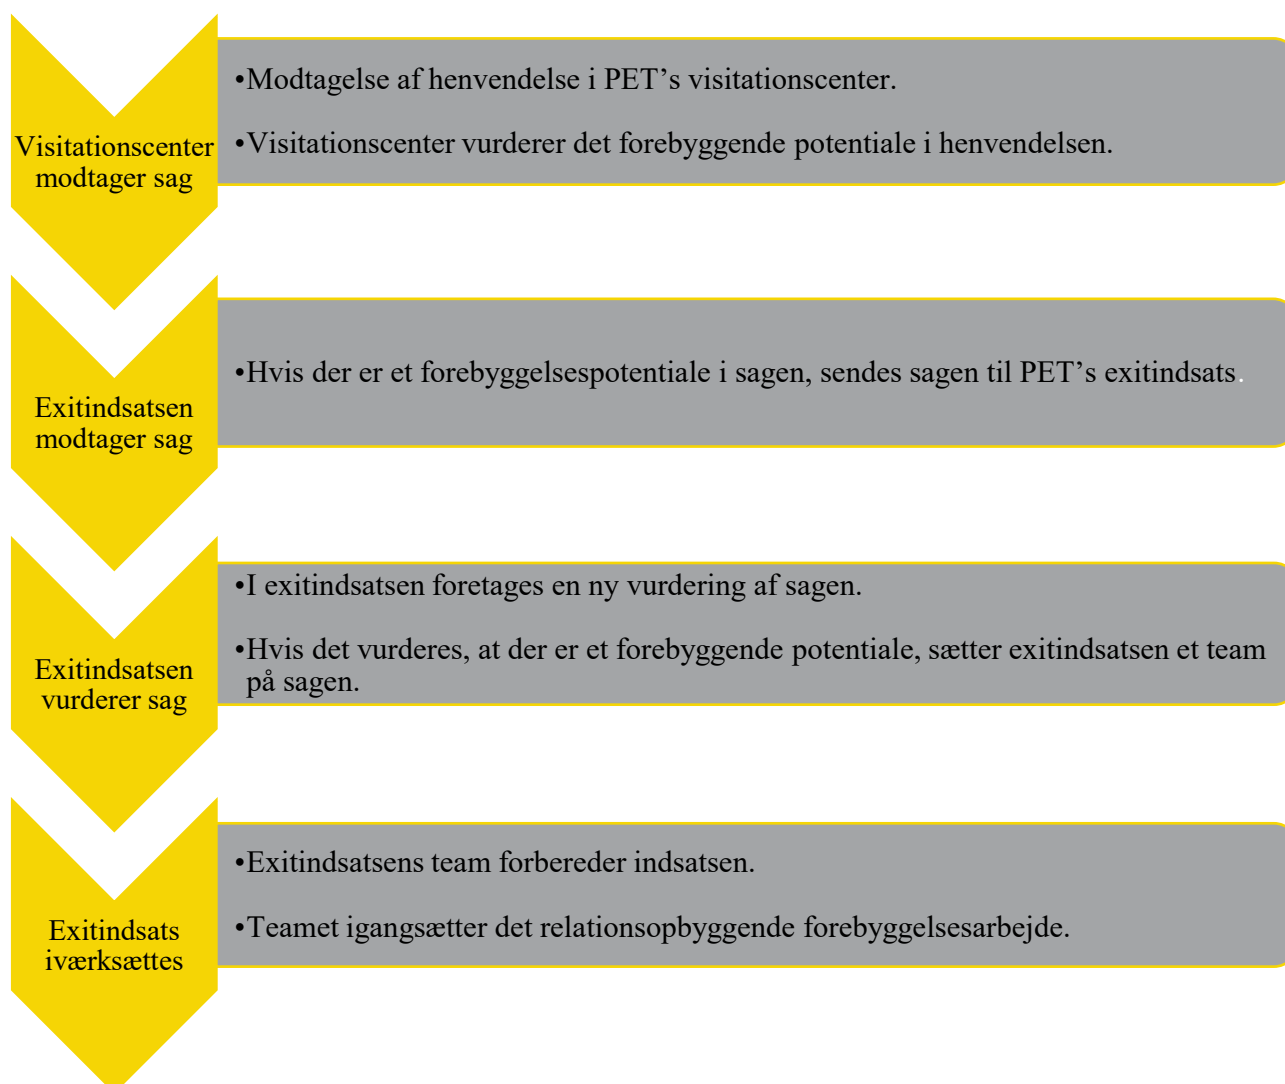 Visitationscenter
modtager sag
•Modtagelse af henvendelse i PET’s visitationscenter.
•Visitationscenter vurderer det forebyggende potentiale i henvendelsen.
Exitindsatsen
modtager sag
•Hvis der er et forebyggelsespotentiale i sagen, sendes sagen til PET’s exitindsats.
Exitindsatsen
vurderer sag
•I exitindsatsen foretages en ny vurdering af sagen.
•Hvis det vurderes, at der er et forebyggende potentiale, sætter exitindsatsen et team
på sagen.
Exitindsats
iværksættes
•Exitindsatsens team forbereder indsatsen.
•Teamet igangsætter det relationsopbyggende forebyggelsesarbejde.